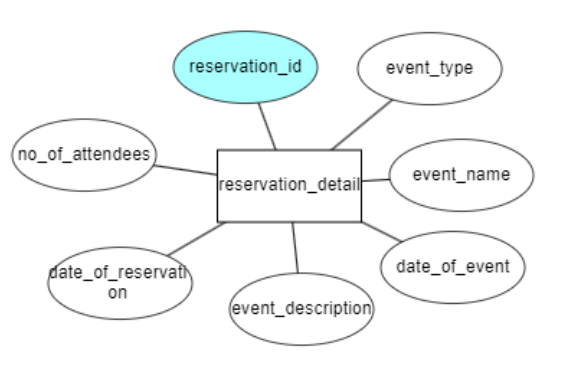 reservation_id
event_type
no_of_attendees
reservation_detail
event_name
date_of_reservati
on
event_description
date_of_event